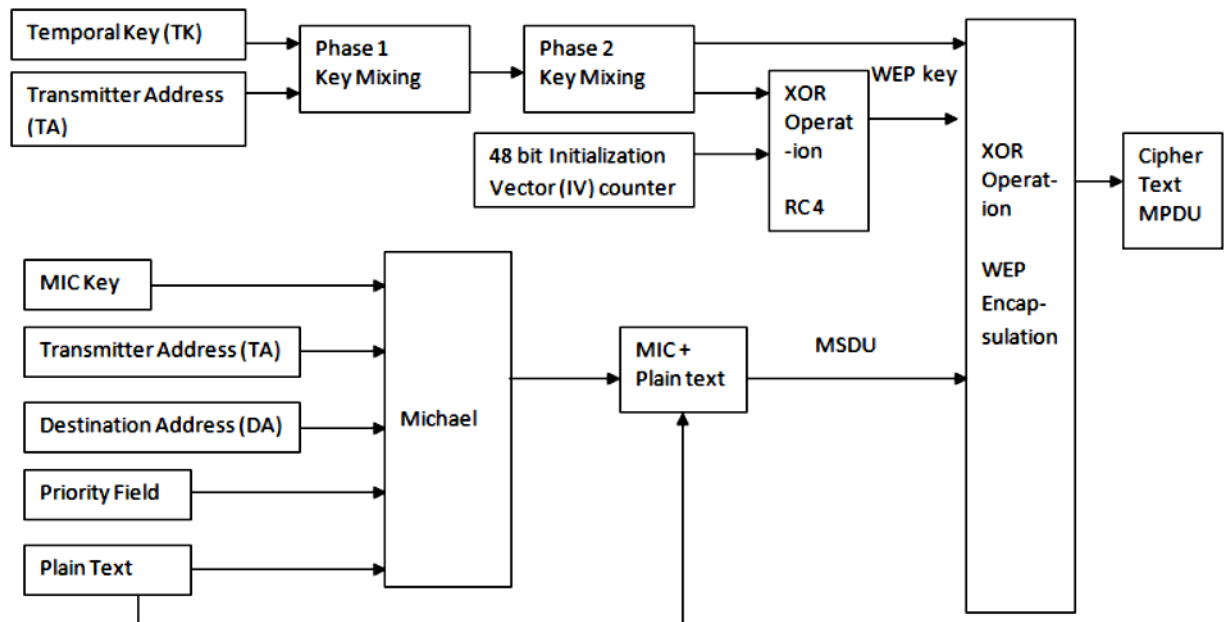 Temporal Key (TK)
Transmitter Address
(TA)
Phase 1
Key Mixing
Phase 2
Key Mixing
WEP key
XOR
Operat
-ion
RC4
48 bit Initialization
Vector (IV) counter
XOR
Operat-
ion
WEP
Encap-
sulation
Cipher
Text
MPDU
MIC Key
Transmitter Address (TA)
Destination Address (DA)
Priority Field
Plain Text
Michael
MIC +
Plain text
MSDU